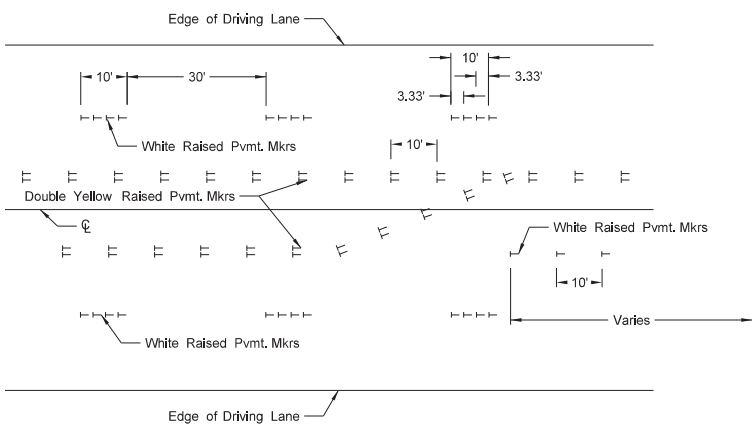 Edge of Driving Lane
10'
30'
10'
3.33'
3.33'
White Raised Pvmt. Mkrs
10'
Double Yellow Raised Pvmt. Mkrs
℄
White Raised Pvmt. Mkrs
10'
Varies
White Raised Pvmt. Mkrs
Edge of Driving Lane